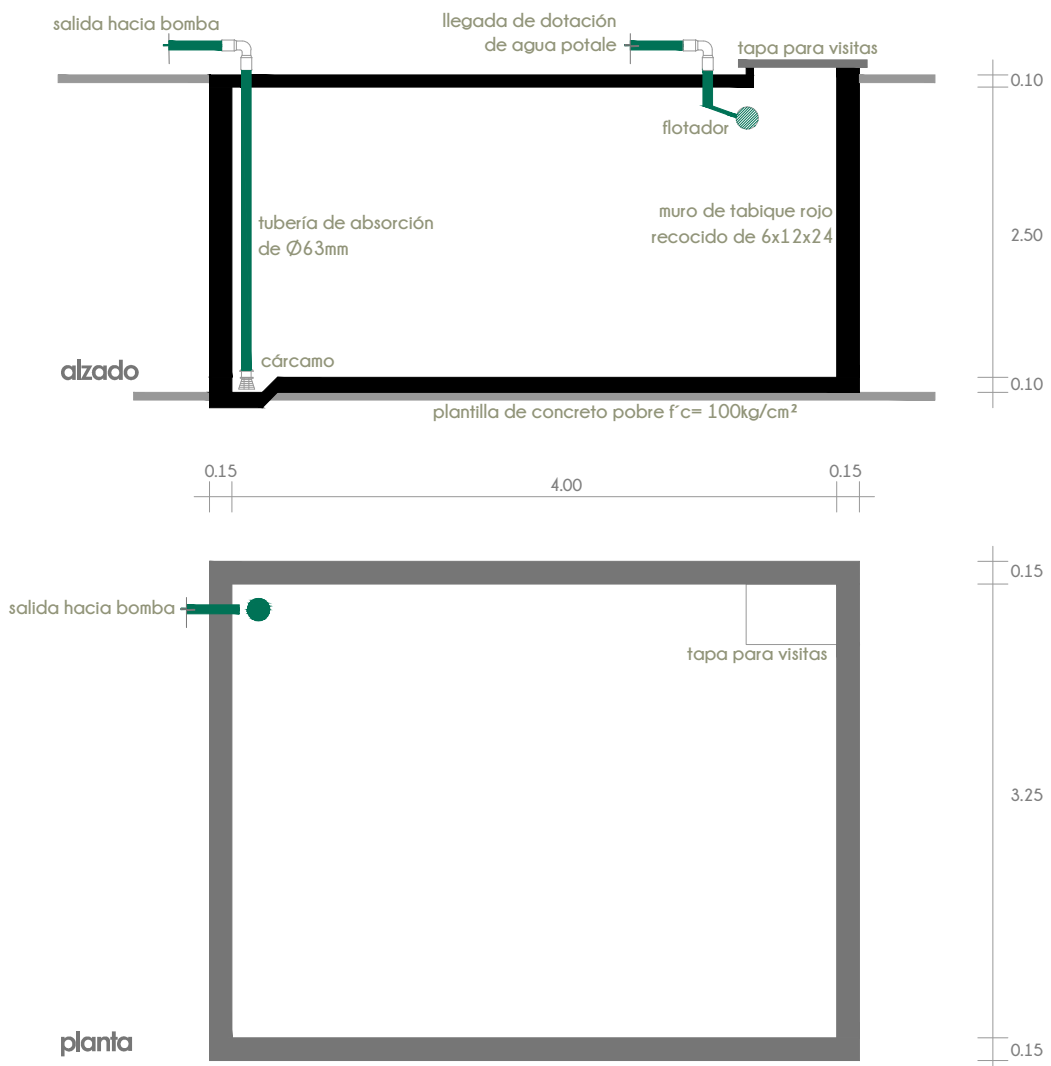 salida hacia bomba
llegada de dotación
de agua potale
tapa para visitas
0.10
flotador
tubería de absorción
de Ø63mm
muro de tabique rojo
recocido de 6x12x24
2.50
cárcamo
alzado
0.10
plantilla de concreto pobre f´c= 100kg/cm²
0.15
4.00
0.15
0.15
salida hacia bomba
tapa para visitas
3.25
planta
0.15